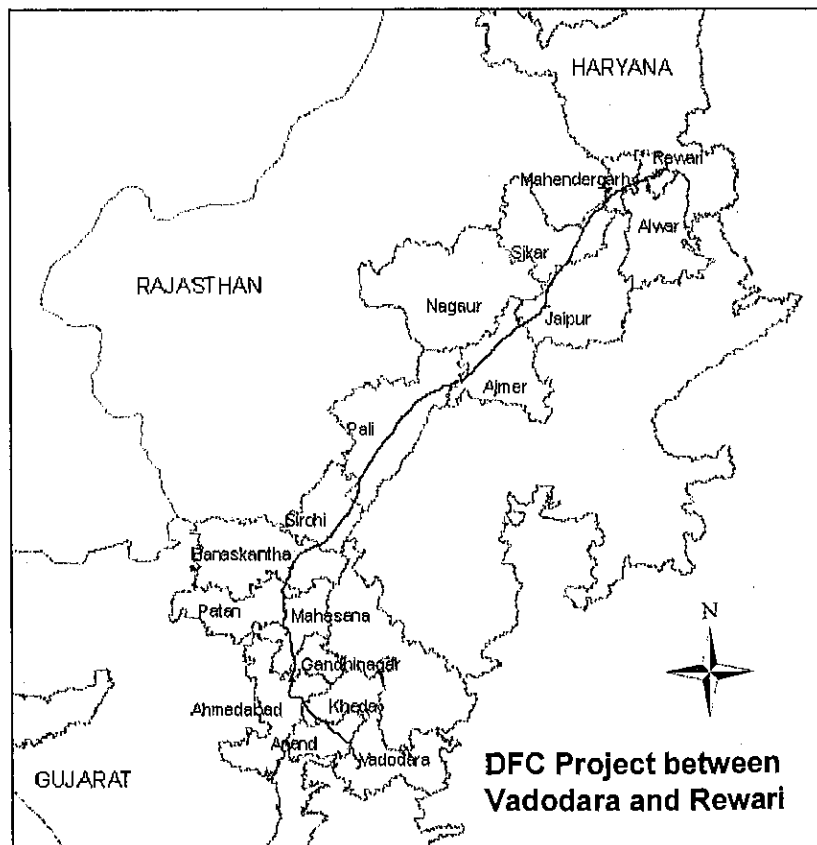 HARYANA
Rewari
Mahendergarh
Alwar
Sikar
RAJASTHAN
Nagaur
Jaipur
Ajmer
Pali
Sirohi
Banaskantha
Patan
Mahesana
N
Gandhinagar
Ahmedabad
Kheda
Anand
Vadodara
GUJARAT
DFC Project between
Vadodara and Rewari